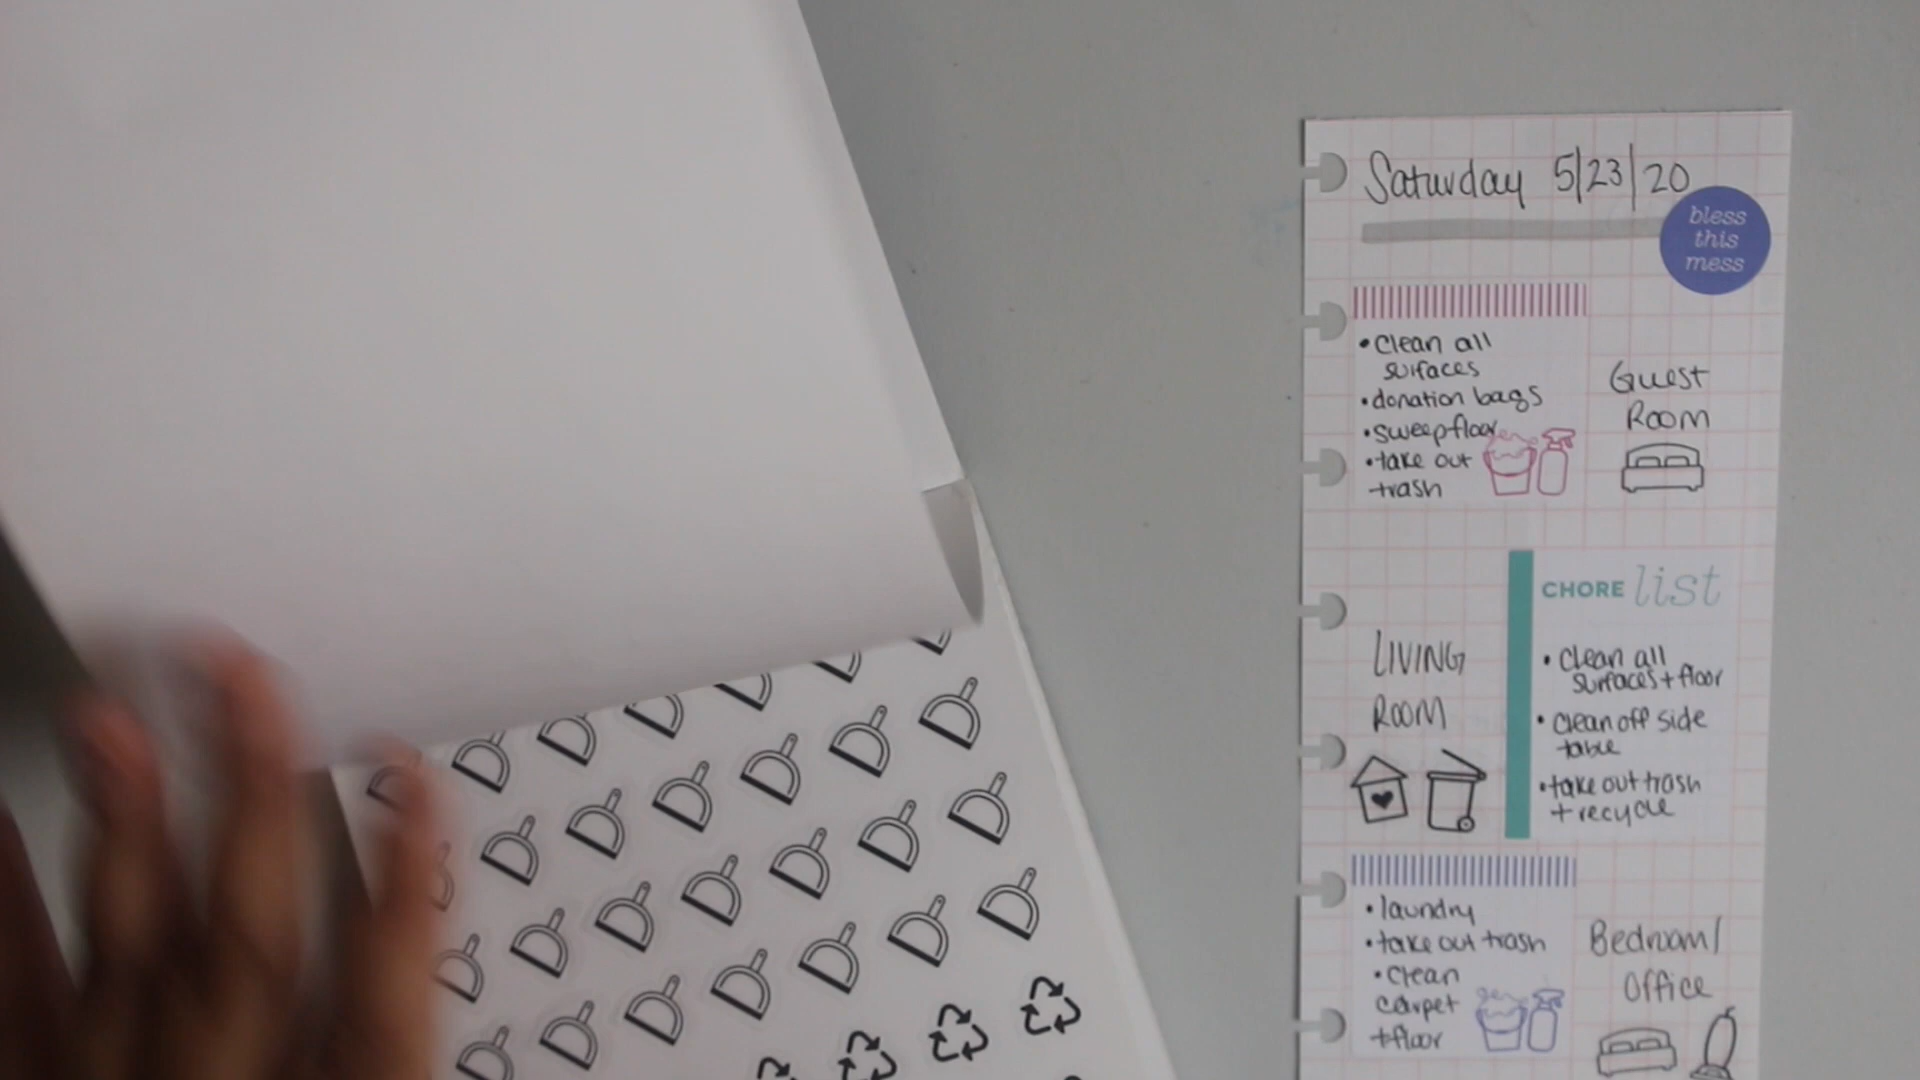 Saturday 5|23|20
bless
this
mess
•clean all
surfaces
•donation bags
•sweep floor
•take out
trash
Guest
Room
LIVING
ROOM
CHORE list
•clean all
surfaces+floor
•clean off side
table
•take out trash
+recycle
•laundry
•take out trash
•clean
carpet
+floor
Bedroom/
Office